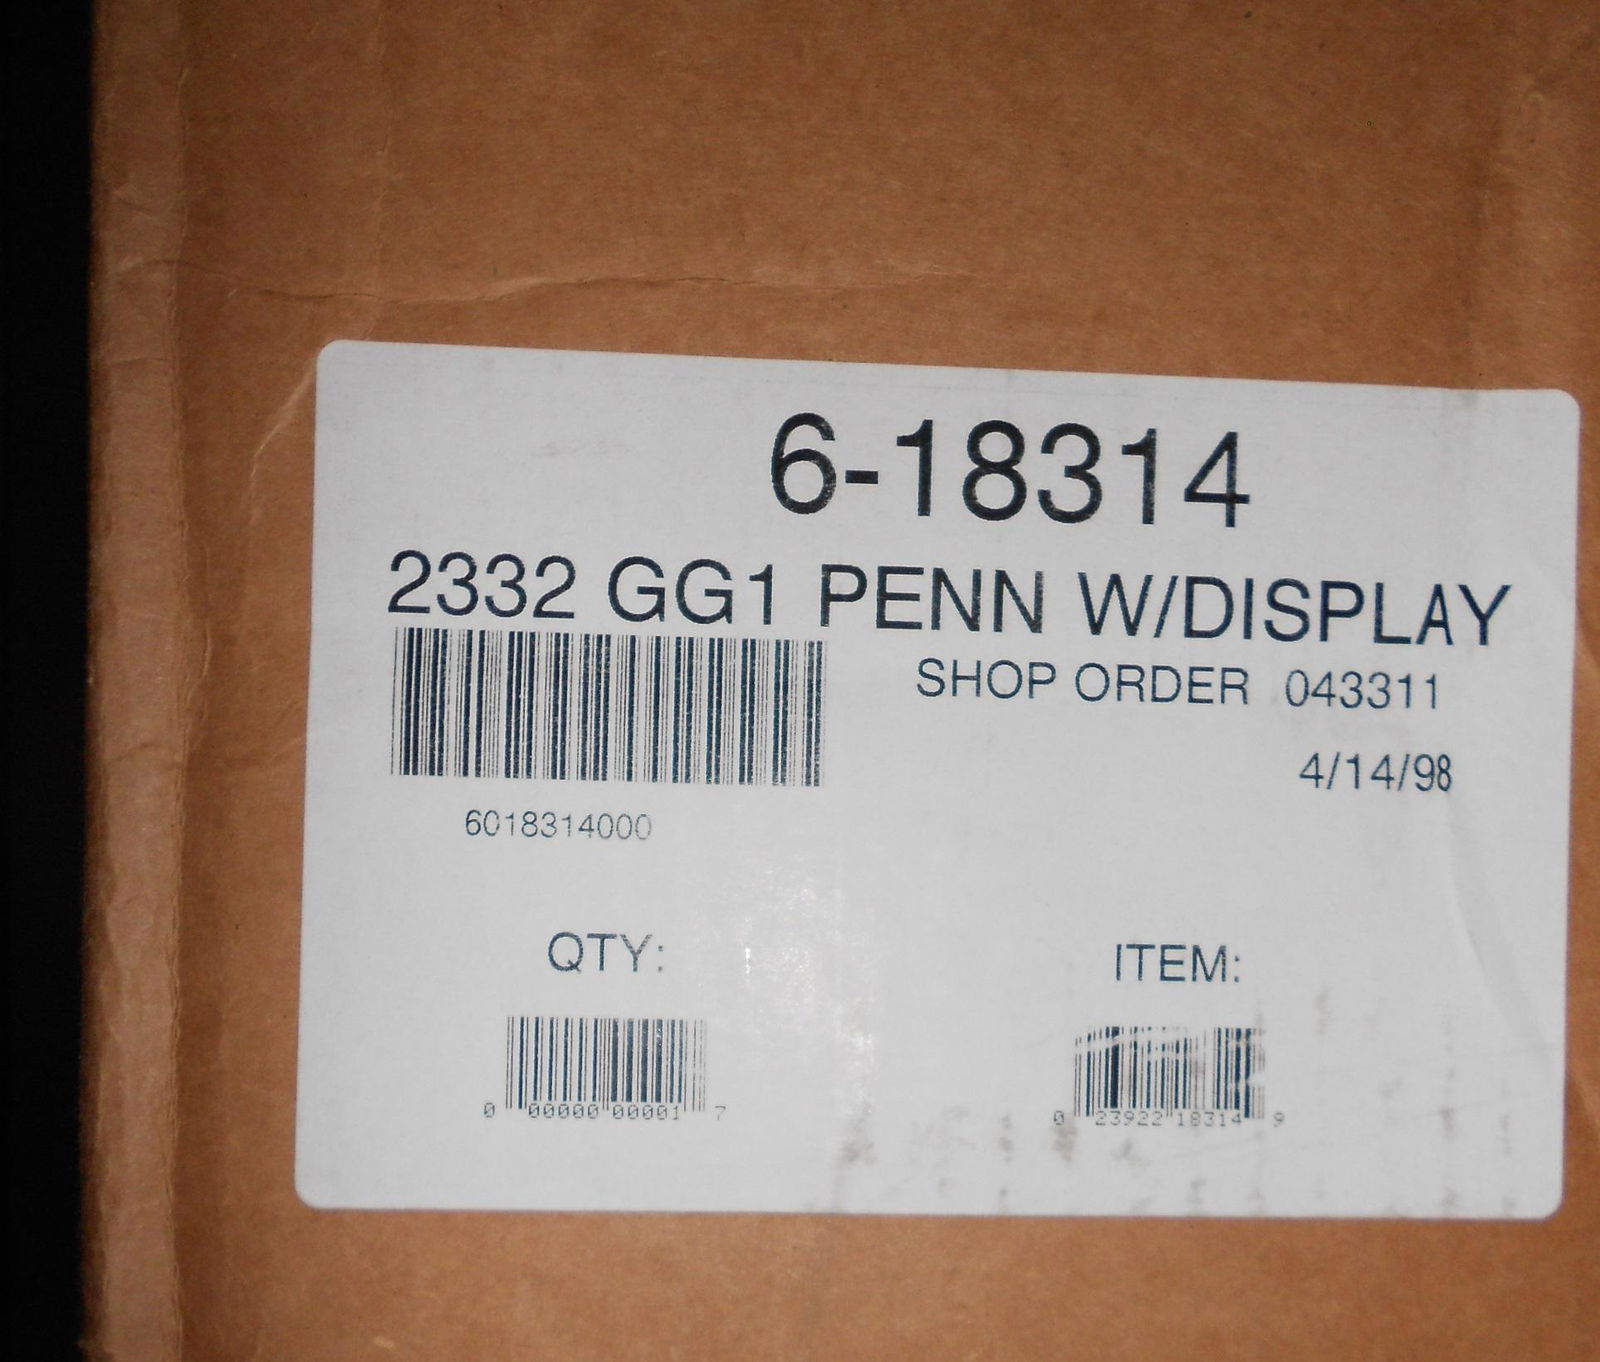 6-18314
2332 GG1 PENN W/DISPLAY
SHOP ORDER 043311
4/14/98
6018314000
QTY: ITEM:
0 00000 00001 7 0 23922 18314 9